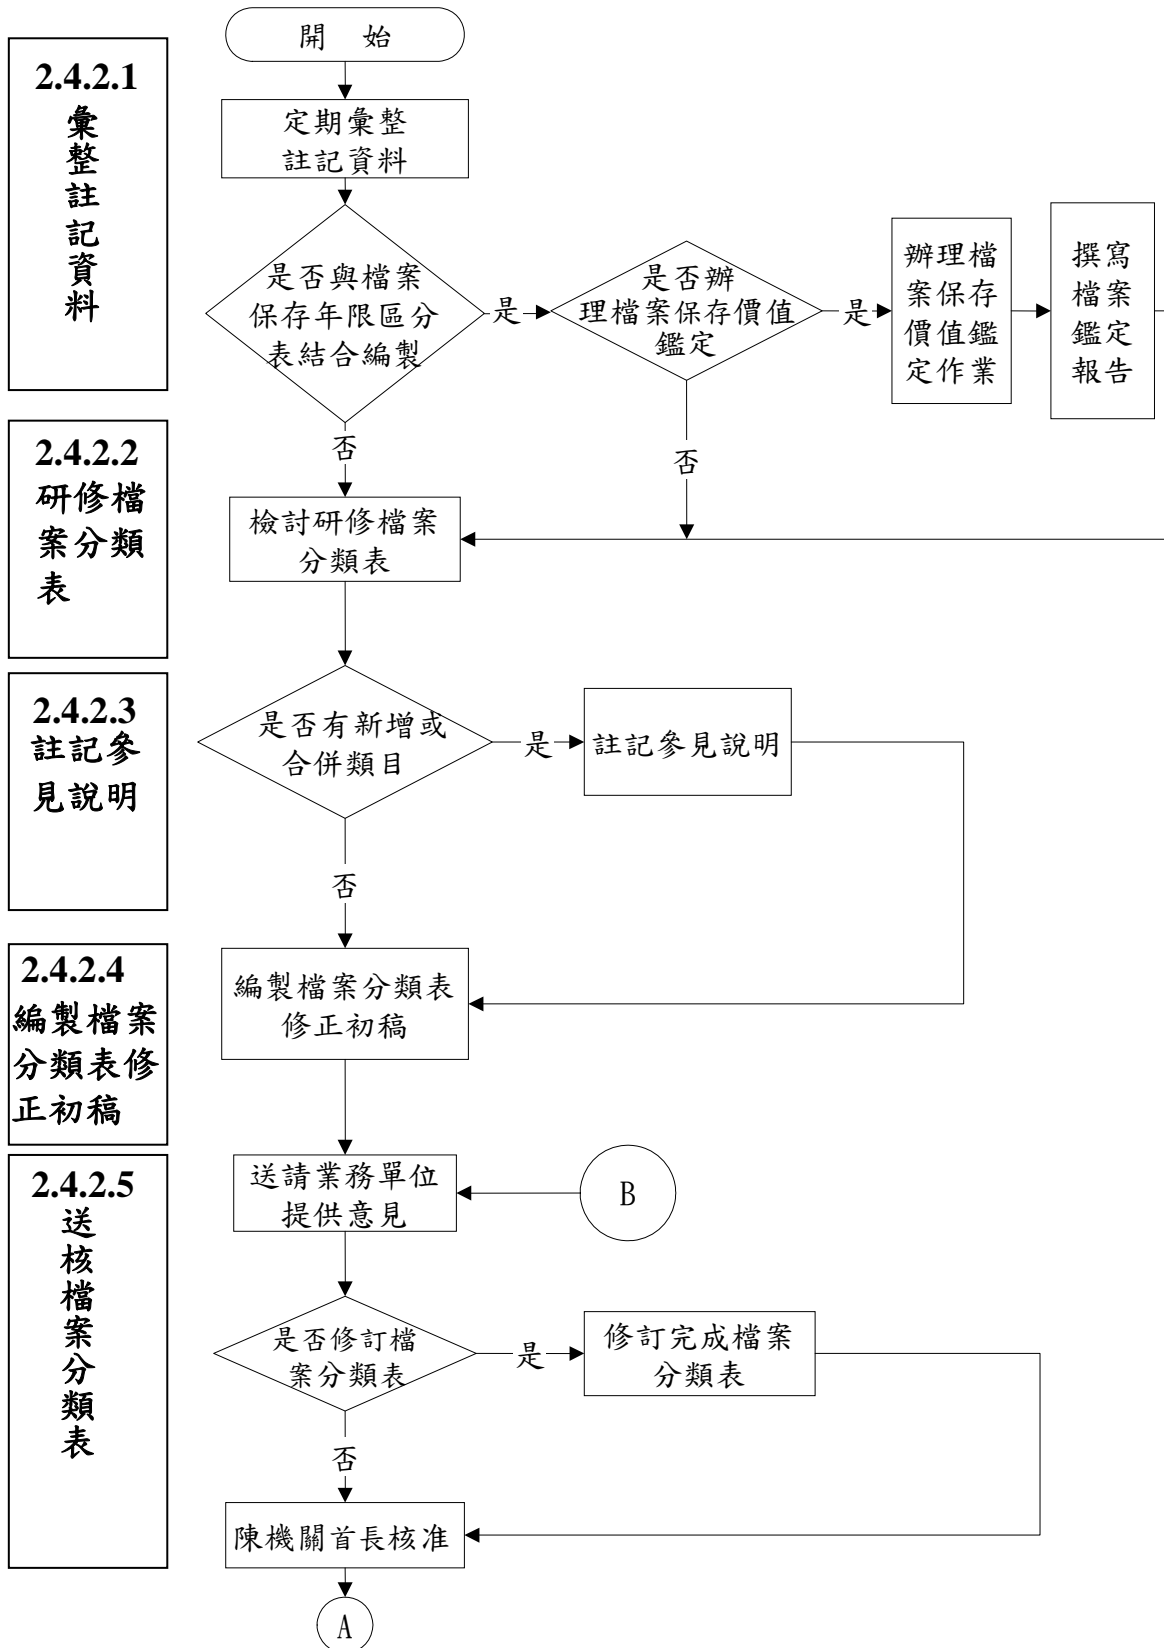 2.4.2.1
彙
整
註
記
資
料
開 始
定期彙整
註記資料
是否與檔案
保存年限區分
表結合編製
是
是否辦
理檔案保存價值
鑑定
是
辦理檔
案保存
價值鑑
定作業
撰寫
檔案
鑑定
報告
否
否
2.4.2.2
研修檔
案分類
表
檢討研修檔案
分類表
2.4.2.3
註記參
見說明
是否有新增或
合併類目
是
註記參見說明
否
2.4.2.4
編製檔案
分類表修
正初稿
編製檔案分類表
修正初稿
2.4.2.5
送
核
檔
案
分
類
表
送請業務單位
提供意見
B
是否修訂檔
案分類表
是
修訂完成檔案
分類表
否
陳機關首長核准
A